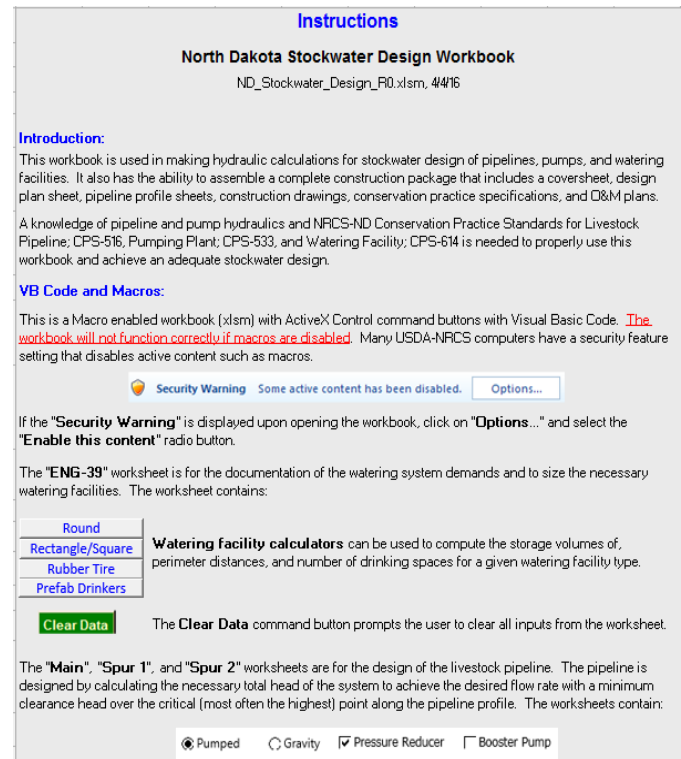 Instructions
North Dakota Stockwater Design Workbook
ND_Stockwater_Design_R0.xlsm, 4/4/16
Introduction:
This workbook is used in making hydraulic calculations for stockwater design of pipelines, pumps, and watering
facilities.  It also has the ability to assemble a complete construction package that includes a coversheet, design
plan sheet, pipeline profile sheets, construction drawings, conservation practice specifications, and O&M plans.
A knowledge of pipeline and pump hydraulics and NRCS-ND Conservation Practice Standards for Livestock
Pipeline; CPS-516, Pumping Plant; CPS-533, and Watering Facility; CPS-614 is needed to properly use this
workbook and achieve an adequate stockwater design.
VB Code and Macros:
This is a Macro enabled workbook (xlsm) with ActiveX Control command buttons with Visual Basic Code.  The
workbook will not function correctly if macros are disabled.  Many USDA-NRCS computers have a security feature
setting that disables active content such as macros.
Security Warning  Some active content has been disabled.  Options...
If the "Security Warning" is displayed upon opening the workbook, click on "Options..." and select the
"Enable this content" radio button.
The "ENG-39" worksheet is for the documentation of the watering system demands and to size the necessary
watering facilities.  The worksheet contains:
Round
Rectangle/Square
Rubber Tire
Prefab Drinkers
Watering facility calculators can be used to compute the storage volumes of,
perimeter distances, and number of drinking spaces for a given watering facility type.
Clear Data
The Clear Data command button prompts the user to clear all inputs from the worksheet.
The "Main", "Spur 1", and "Spur 2" worksheets are for the design of the livestock pipeline.  The pipeline is
designed by calculating the necessary total head of the system to achieve the desired flow rate with a minimum
clearance head over the critical (most often the highest) point along the pipeline profile.  The worksheets contain:
Pumped  Gravity  Pressure Reducer  Booster Pump